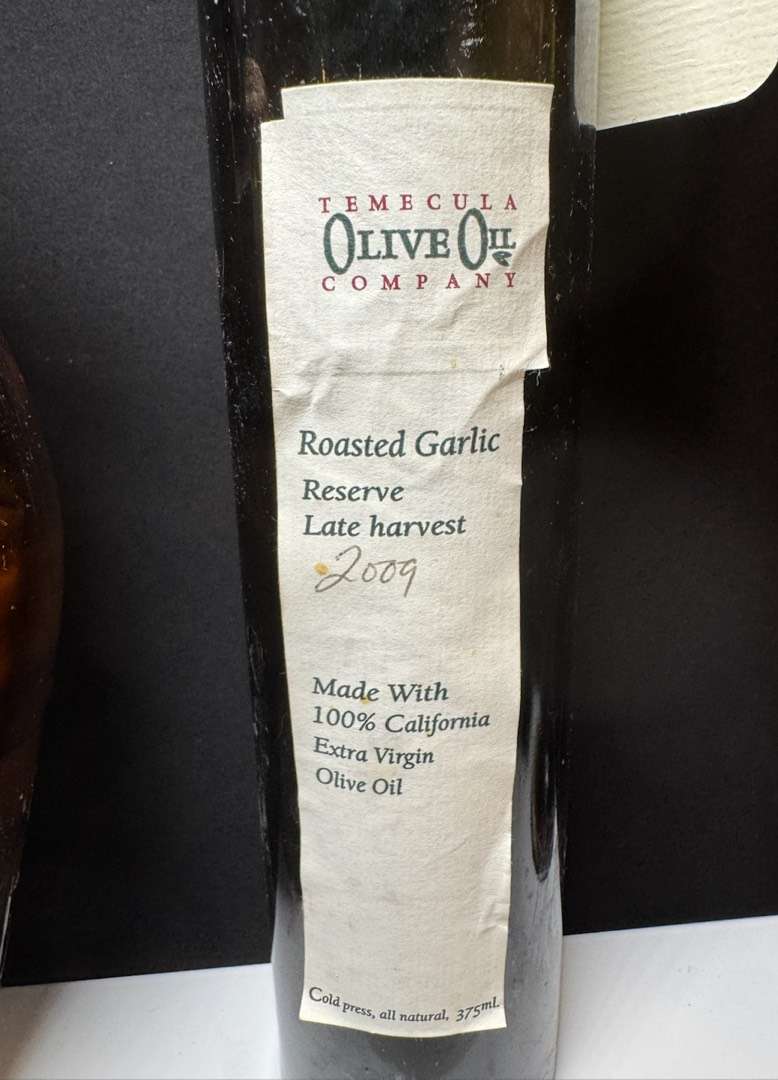 TEMECULA
OLIVE OIL
COMPANY
Roasted Garlic
Reserve
Late harvest
2009
Made With
100% California
Extra Virgin
Olive Oil
Cold press, all natural, 375ml.